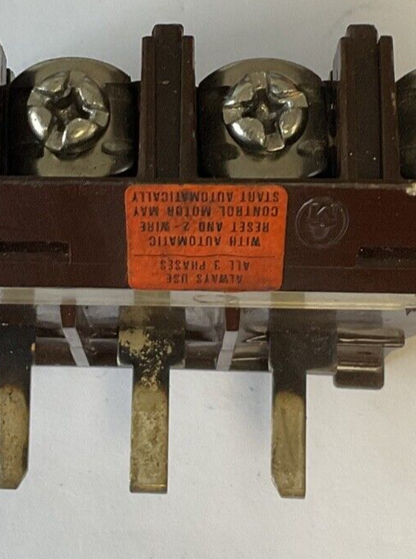 ALWAYS USE
ALL 3 PHASES
WITH AUTOMATIC
RESET AND 2-WIRE
CONTROL MOTOR MAY
START AUTOMATICALLY